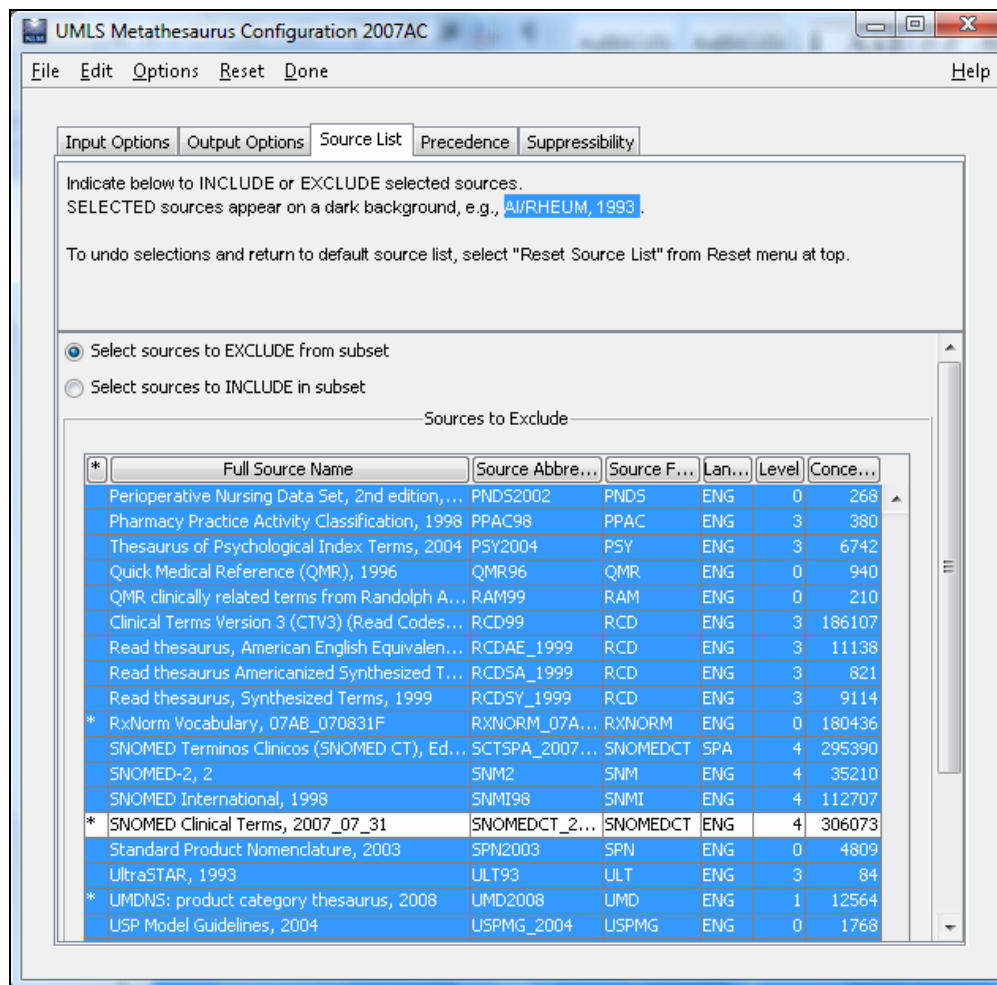 UMLS Metathesaurus Configuration 2007AC
File Edit Options Reset Done Help
Input Options Output Options Source List Precedence Suppressibility
Indicate below to INCLUDE or EXCLUDE selected sources.
SELECTED sources appear on a dark background, e.g., AI/RHEUM, 1993 .
To undo selections and return to default source list, select "Reset Source List" from Reset menu at top.
Select sources to EXCLUDE from subset
Select sources to INCLUDE in subset
Sources to Exclude
* Full Source Name Source Abbre... Source F... Lan... Level Conce...
Perioperative Nursing Data Set, 2nd edition,... PNDS2002 PNDS ENG 0 268
Pharmacy Practice Activity Classification, 1998 PPAC98 PPAC ENG 3 380
Thesaurus of Psychological Index Terms, 2004 PSY2004 PSY ENG 3 6742
Quick Medical Reference (QMR), 1996 QMR96 QMR ENG 0 940
QMR clinically related terms from Randolph A... RAM99 RAM ENG 0 210
Clinical Terms Version 3 (CTV3) (Read Codes... RCD99 RCD ENG 3 186107
Read thesaurus, American English Equivalen... RCDAE_1999 RCD ENG 3 11138
Read thesaurus Americanized Synthesized T... RCDSA_1999 RCD ENG 3 821
Read thesaurus, Synthesized Terms, 1999 RCDSY_1999 RCD ENG 3 9114
* RxNorm Vocabulary, 07AB_070831F RXNORM_07A... RXNORM ENG 0 180436
SNOMED Terminos Clinicos (SNOMED CT), Ed... SCTSPA_2007... SNOMEDCT SPA 4 295390
SNOMED-2, 2 SNM2 SNM ENG 4 35210
SNOMED International, 1998 SNMI98 SNMI ENG 4 112707
* SNOMED Clinical Terms, 2007_07_31 SNOMEDCT_2... SNOMEDCT ENG 4 306073
Standard Product Nomenclature, 2003 SPN2003 SPN ENG 0 4809
UltraSTAR, 1993 ULT93 ULT ENG 3 84
* UMDNS: product category thesaurus, 2008 UMD2008 UMD ENG 1 12564
USP Model Guidelines, 2004 USPMG_2004 USPMG ENG 0 1768